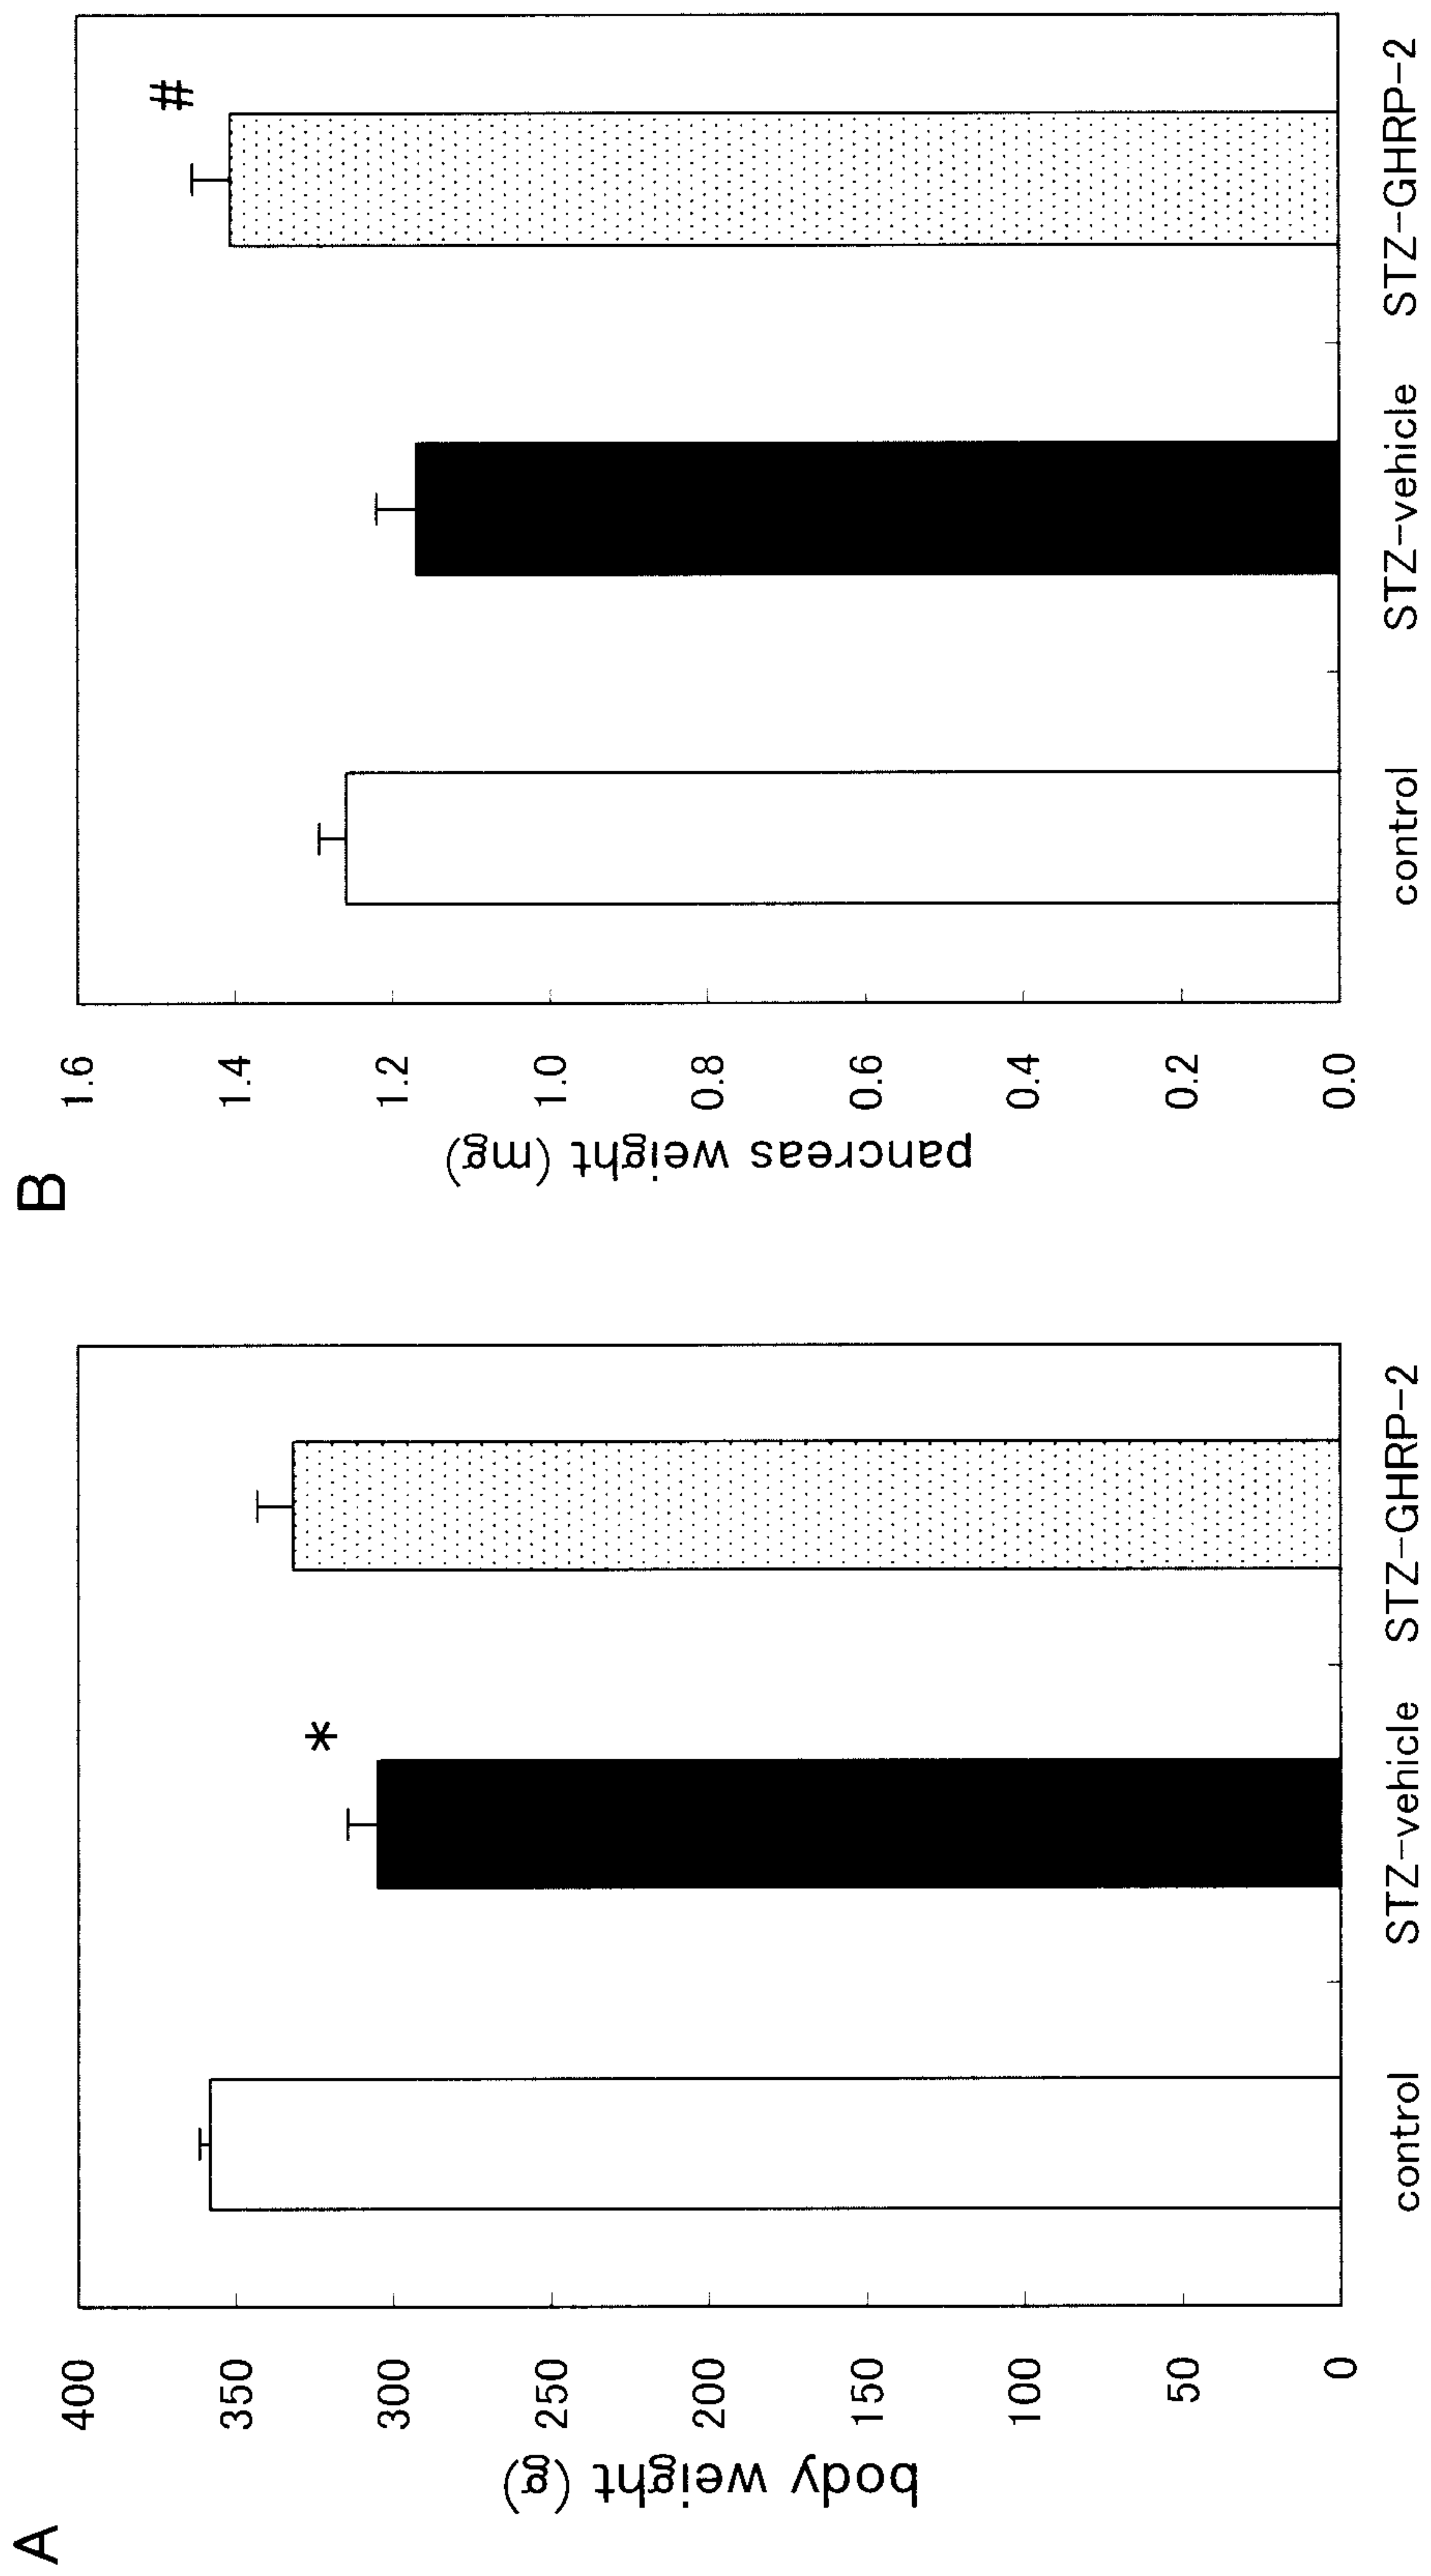 A
body weight (g)
400
350
300
250
200
150
100
50
0
*
control
STZ-vehicle
STZ-GHRP-2
B
pancreas weight (mg)
1.6
1.4
1.2
1.0
0.8
0.6
0.4
0.2
0.0
#
control
STZ-vehicle
STZ-GHRP-2